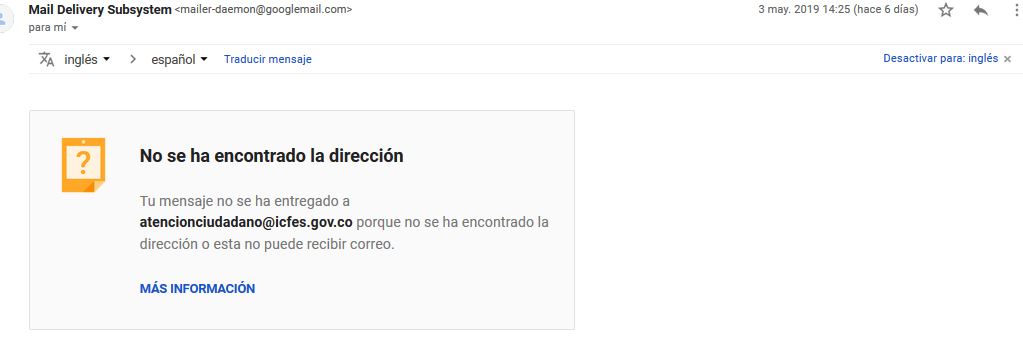 Mail Delivery Subsystem <mailer-daemon@googlemail.com> 3 may. 2019 14:25 (hace 6 días)
para mí
inglés > español Traducir mensaje Desactivar para: inglés ×
No se ha encontrado la dirección
Tu mensaje no se ha entregado a
atencionciudadano@icfes.gov.co porque no se ha encontrado la
dirección o esta no puede recibir correo.
MÁS INFORMACIÓN